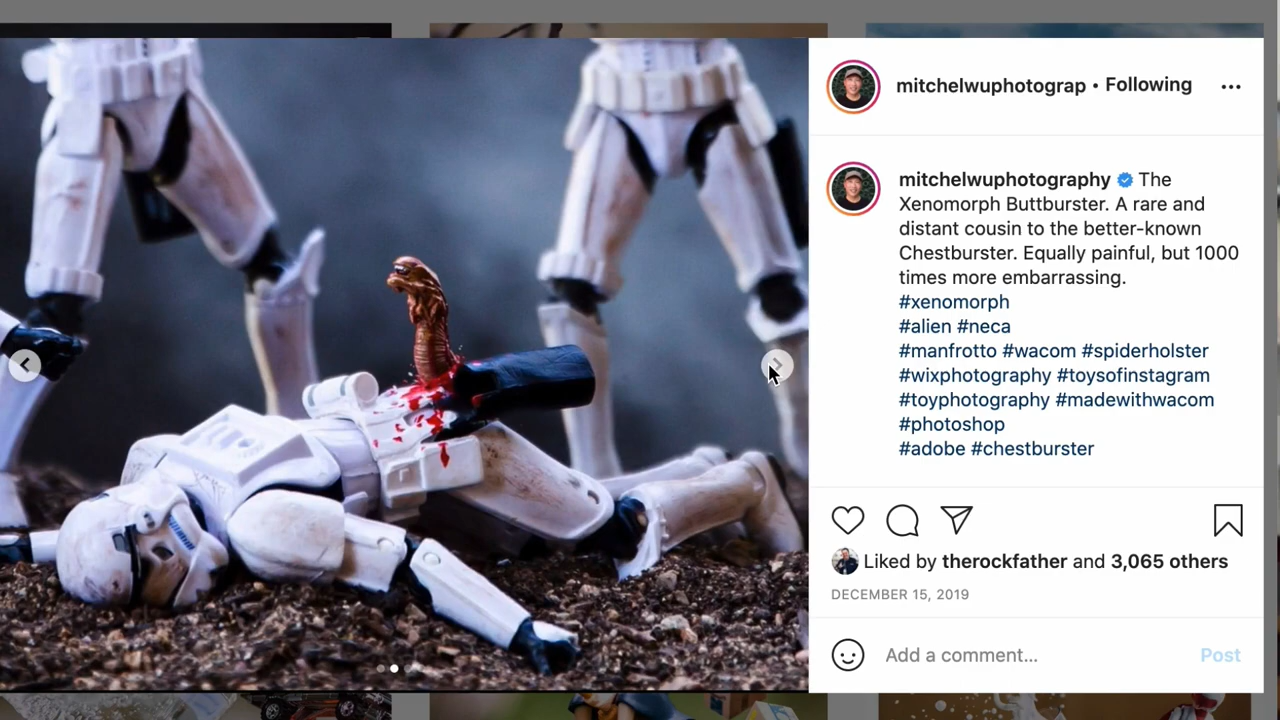 mitchelwuphotograp • Following
mitchelwuphotography The
Xenomorph Buttburster. A rare and
distant cousin to the better-known
Chestburster. Equally painful, but 1000
times more embarrassing.
#xenomorph
#alien #neca
#manfrotto #wacom #spiderholster
#wixphotography #toysofinstagram
#toyphotography #madewithwacom
#photoshop
#adobe #chestburster
Liked by therockfather and 3,065 others
DECEMBER 15, 2019
Add a comment... Post